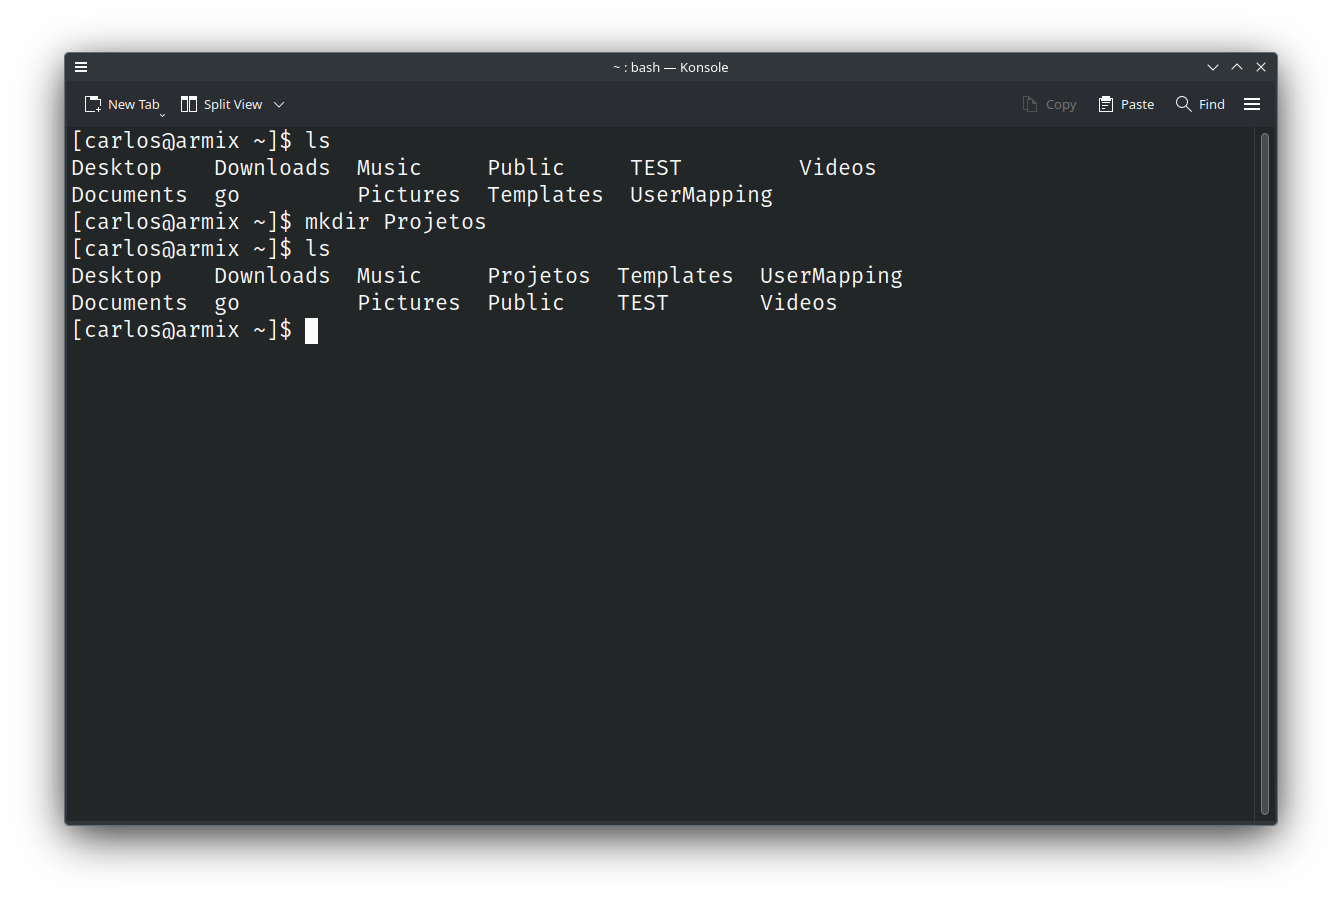 ~ : bash — Konsole
New Tab Split View Copy Paste Find
[carlos@armix ~]$ ls
Desktop    Downloads  Music     Public     TEST         Videos
Documents  go         Pictures  Templates  UserMapping
[carlos@armix ~]$ mkdir Projetos
[carlos@armix ~]$ ls
Desktop    Downloads  Music     Projetos  Templates  UserMapping
Documents  go         Pictures  Public    TEST       Videos
[carlos@armix ~]$